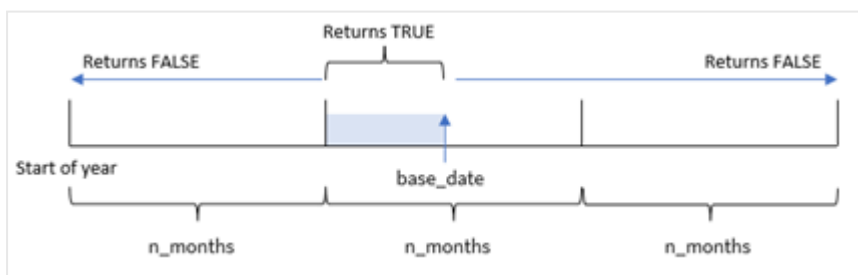 Returns TRUE
Returns FALSE
Returns FALSE
Start of year
base_date
n_months
n_months
n_months